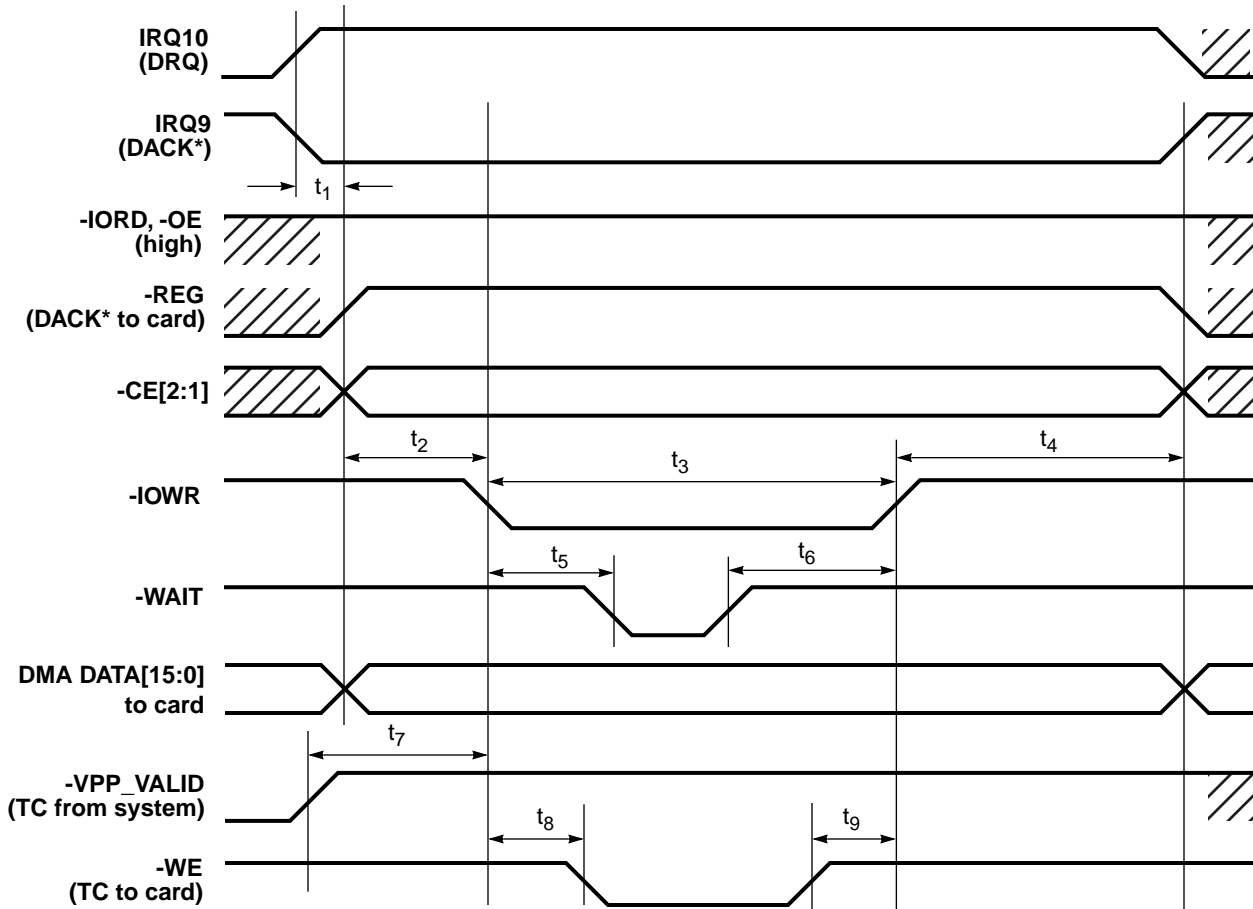 IRQ10
(DRQ)
IRQ9
(DACK*)
t1
-IORD, -OE
(high)
-REG
(DACK* to card)
-CE[2:1]
t2
t3
t4
-IOWR
t5
t6
-WAIT
DMA DATA[15:0]
to card
t7
-VPP_VALID
(TC from system)
t8
t9
-WE
(TC to card)